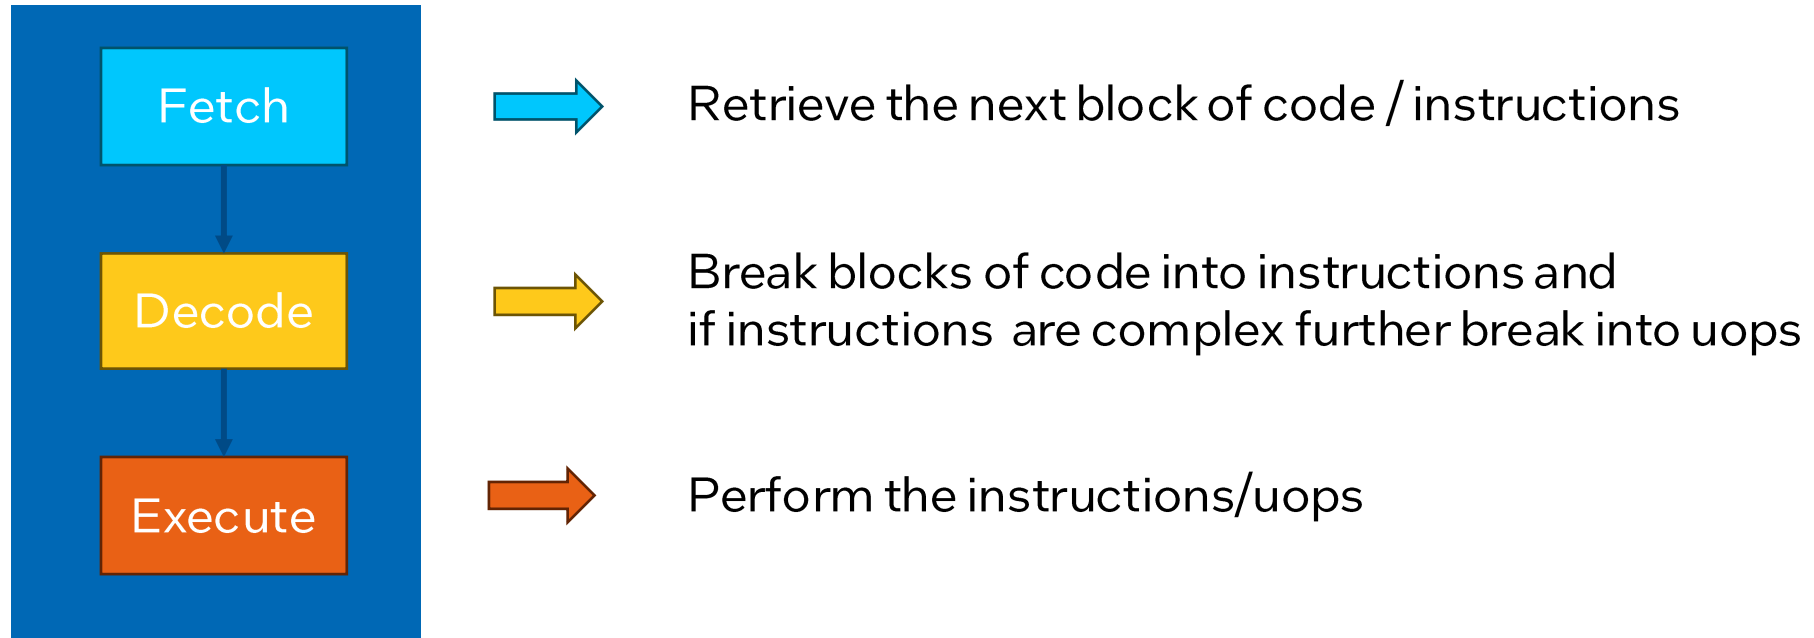 Fetch
Retrieve the next block of code / instructions
Decode
Break blocks of code into instructions and
if instructions are complex further break into uops
Execute
Perform the instructions/uops